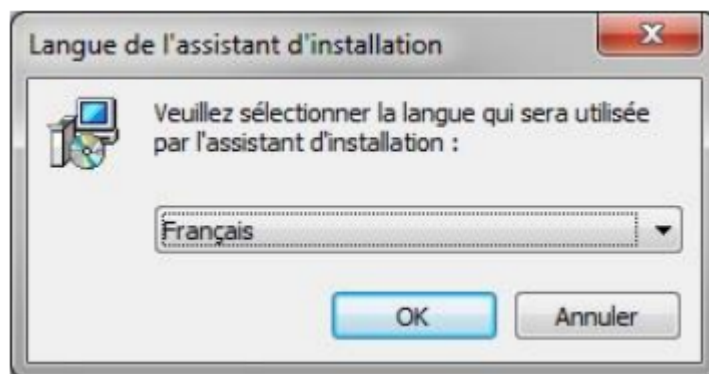 Langue de l'assistant d'installation
Veuillez sélectionner la langue qui sera utilisée
par l'assistant d'installation :
Français
OK
Annuler